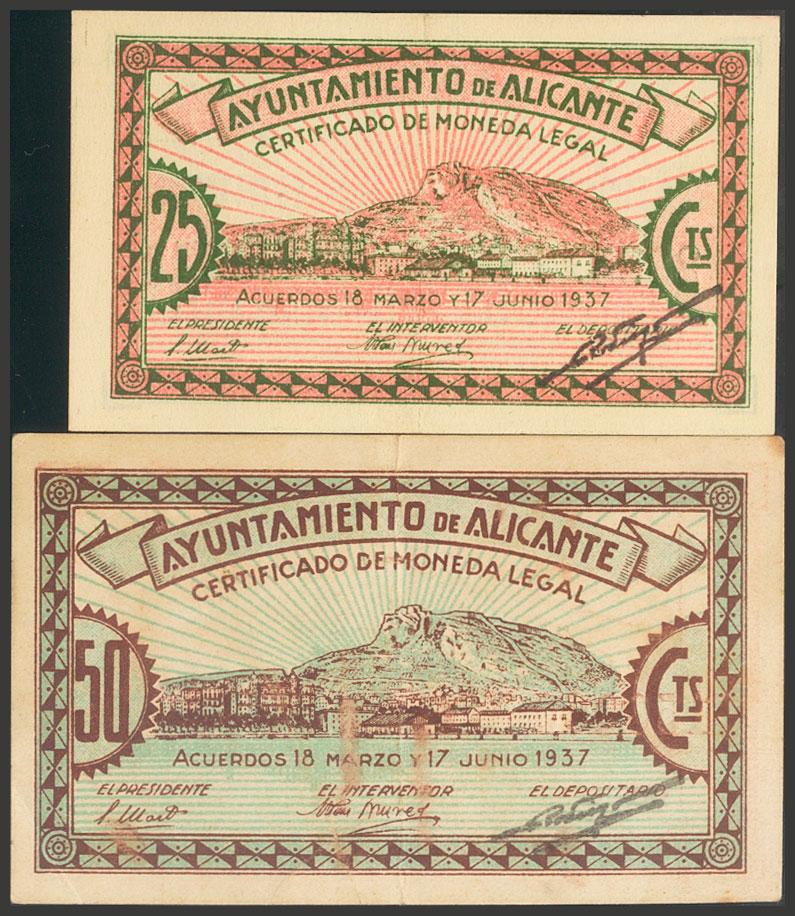 AYUNTAMIENTO DE ALICANTE
CERTIFICADO DE MONEDA LEGAL
25 CTS
ACUERDOS 18 MARZO Y 17 JUNIO 1937
EL PRESIDENTE EL INTERVENTOR
AYUNTAMIENTO DE ALICANTE
CERTIFICADO DE MONEDA LEGAL
50 CTS
ACUERDOS 18 MARZO Y 17 JUNIO 1937
EL PRESIDENTE EL INTERVENTOR EL DEPOSITARIO